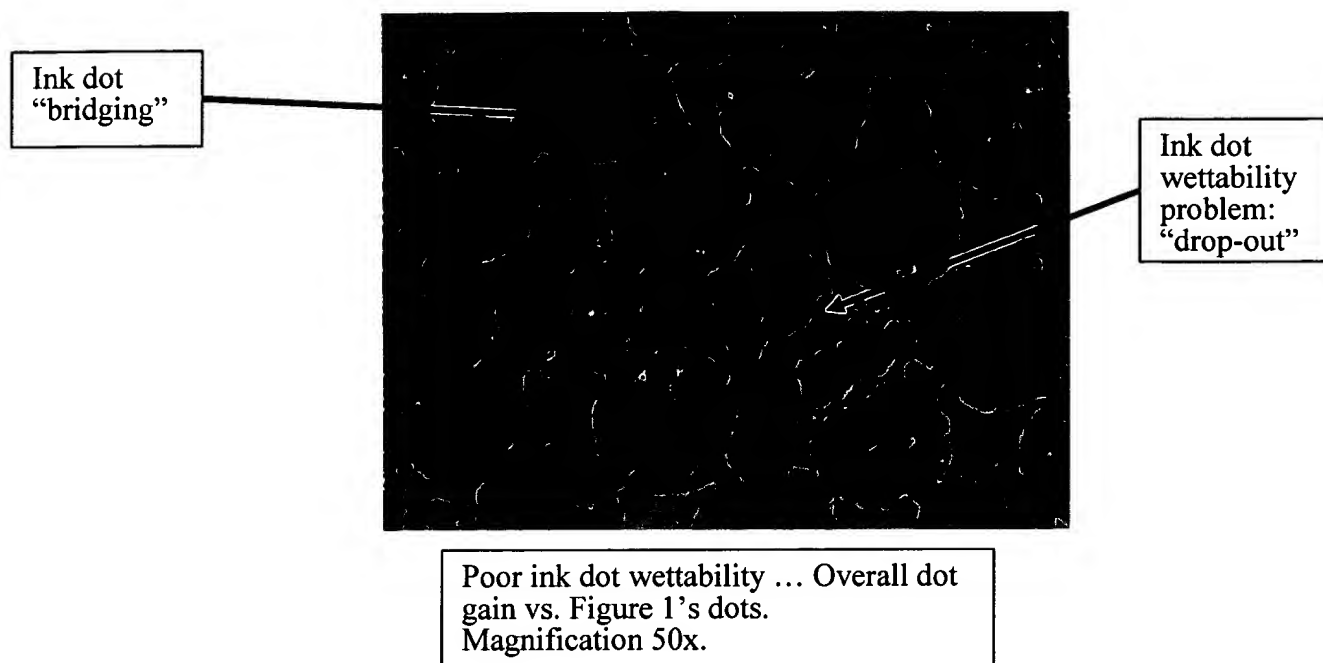 Ink dot
“bridging”
Ink dot
wettability
problem:
“drop-out”
Poor ink dot wettability … Overall dot
gain vs. Figure 1’s dots.
Magnification 50x.